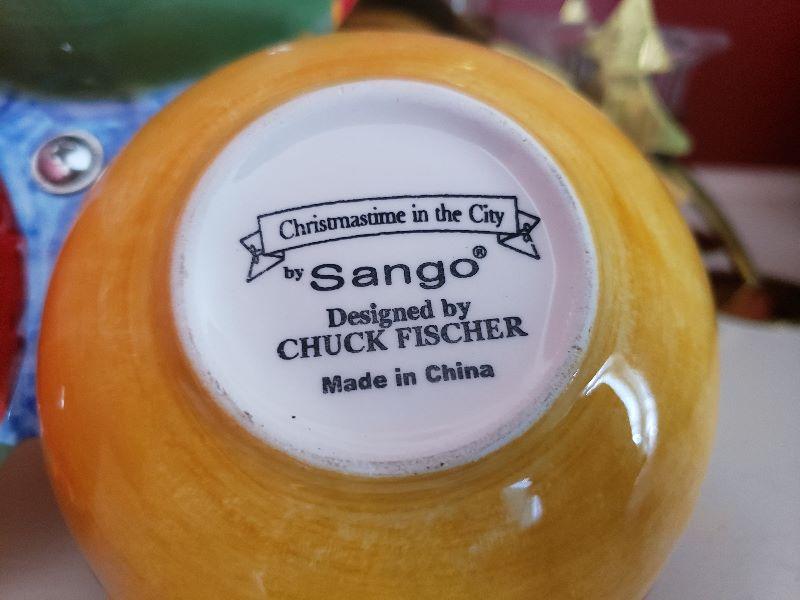 Christmastime in the City
by Sango®
Designed by
CHUCK FISCHER
Made in China